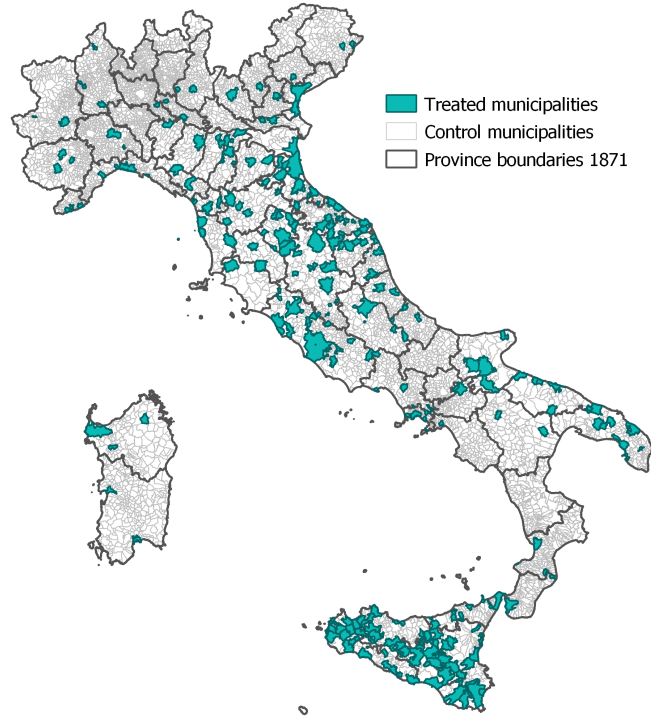 Treated municipalities
Control municipalities
Province boundaries 1871